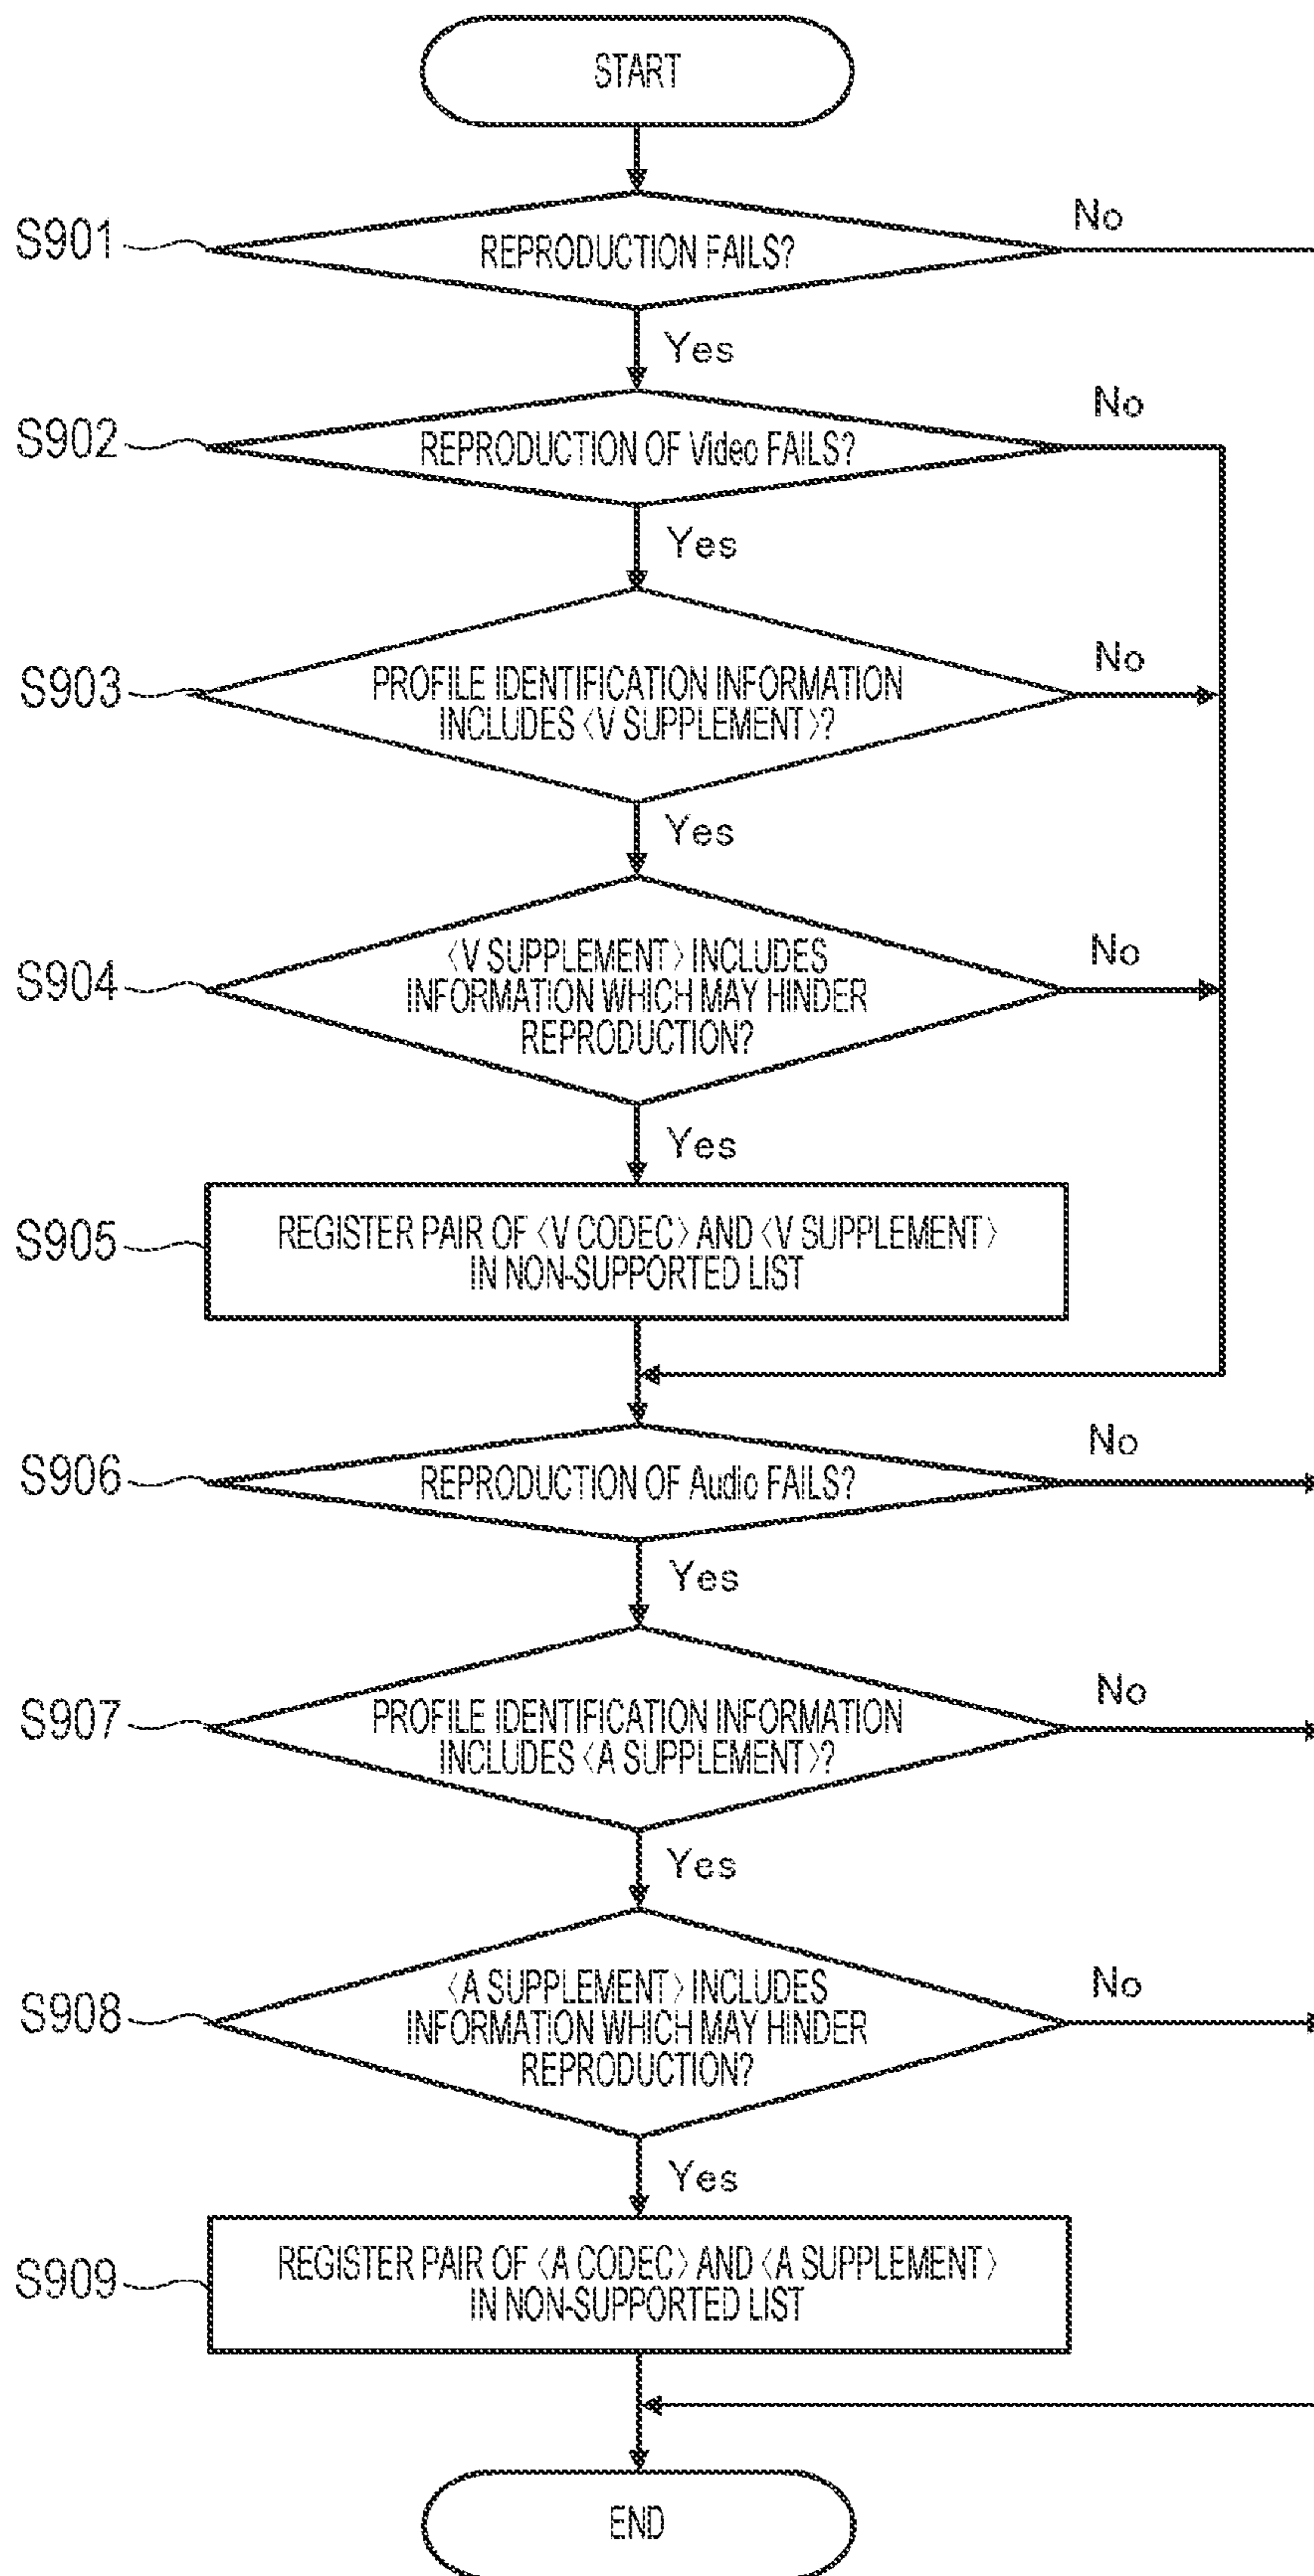 START
S901
REPRODUCTION FAILS?
No
Yes
S902
REPRODUCTION OF Video FAILS?
No
Yes
S903
PROFILE IDENTIFICATION INFORMATION
INCLUDES <V SUPPLEMENT>?
No
Yes
S904
<V SUPPLEMENT> INCLUDES
INFORMATION WHICH MAY HINDER
REPRODUCTION?
No
Yes
S905
REGISTER PAIR OF <V CODEC> AND <V SUPPLEMENT>
IN NON-SUPPORTED LIST
S906
REPRODUCTION OF Audio FAILS?
No
Yes
S907
PROFILE IDENTIFICATION INFORMATION
INCLUDES <A SUPPLEMENT>?
No
Yes
S908
<A SUPPLEMENT> INCLUDES
INFORMATION WHICH MAY HINDER
REPRODUCTION?
No
Yes
S909
REGISTER PAIR OF <A CODEC> AND <A SUPPLEMENT>
IN NON-SUPPORTED LIST
END